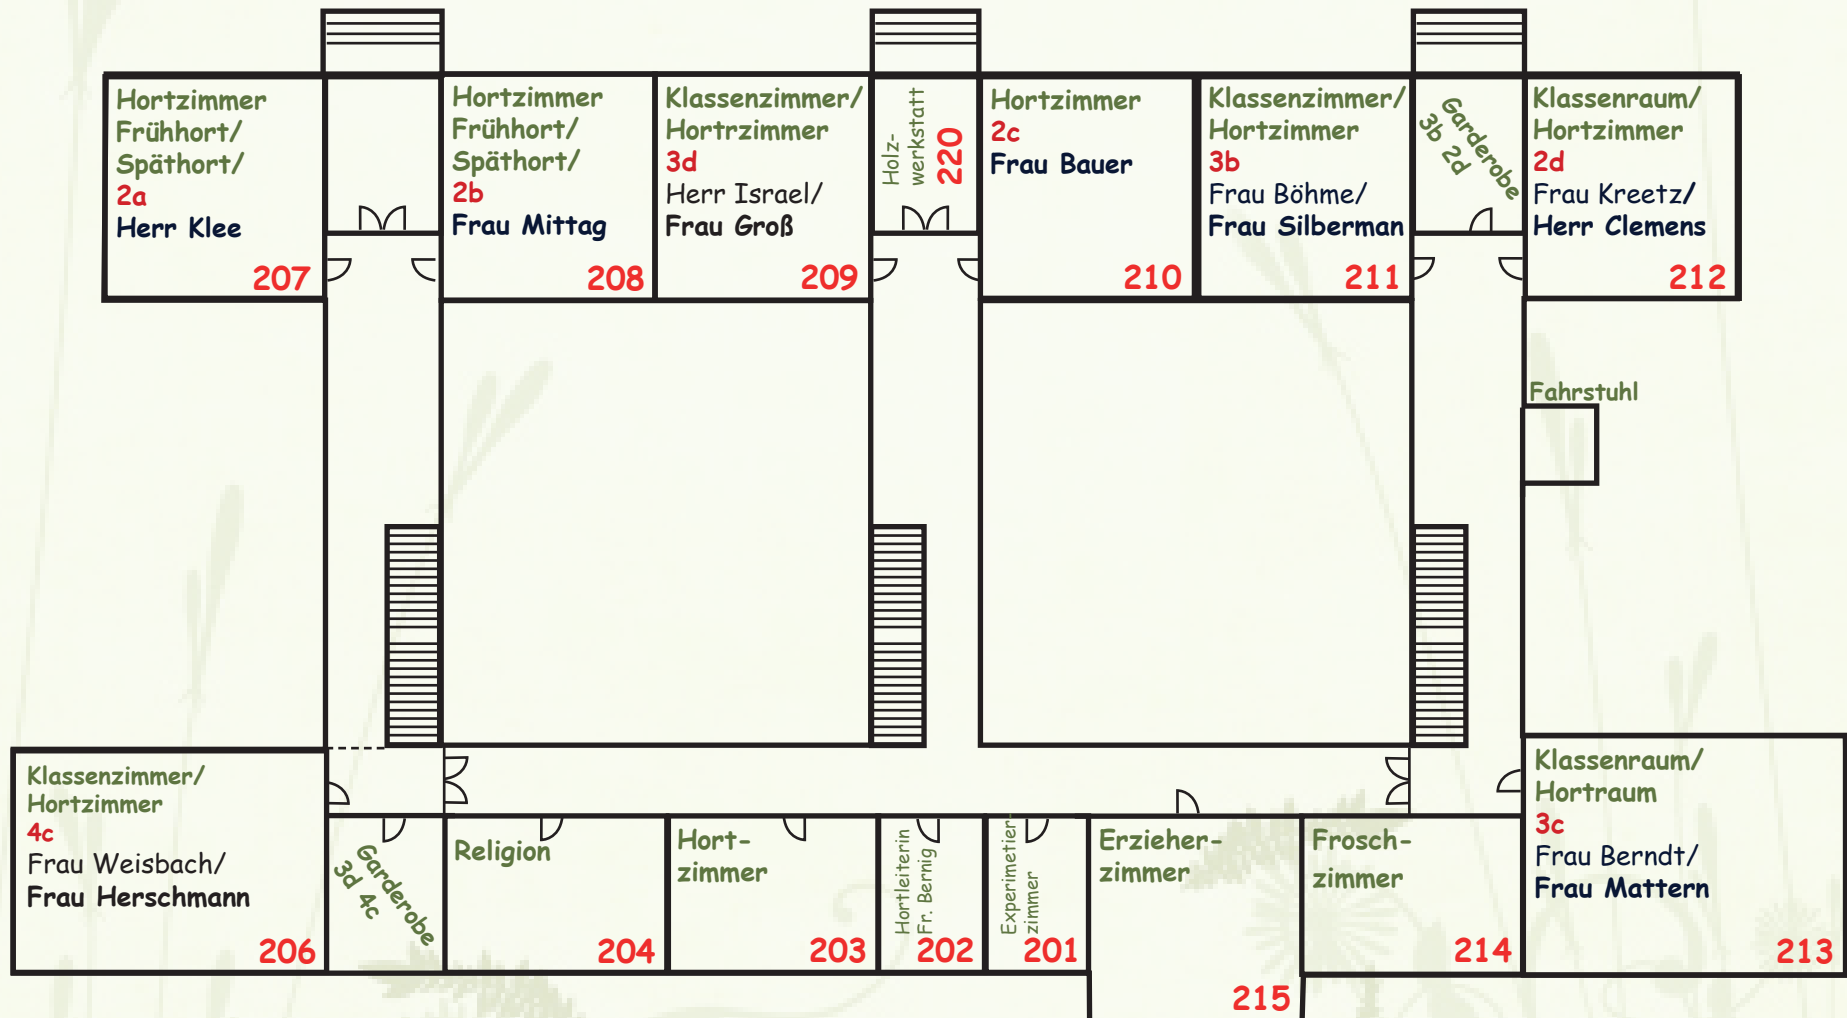 Hortzimmer
Frühhort/
Späthort/
2a
Herr Klee
207
Hortzimmer
Frühhort/
Späthort/
2b
Frau Mittag
208
Klassenzimmer/
Hortrzimmer
3d
Herr Israel/
Frau Groß
209
Holz-
werkstatt
220
Hortzimmer
2c
Frau Bauer
210
Klassenzimmer/
Hortzimmer
3b
Frau Böhme/
Frau Silberman
211
Garderobe
3b 2d
Klassenraum/
Hortzimmer
2d
Frau Kreetz/
Herr Clemens
212
Fahrstuhl
Klassenzimmer/
Hortzimmer
4c
Frau Weisbach/
Frau Herschmann
206
Garderobe
3d 4c
Religion
204
Hort-
zimmer
203
Hortleiterin
Fr. Bernig
202
Experimetier-
zimmer
201
Erzieher-
zimmer
215
Frosch-
zimmer
214
Klassenraum/
Hortraum
3c
Frau Berndt/
Frau Mattern
213